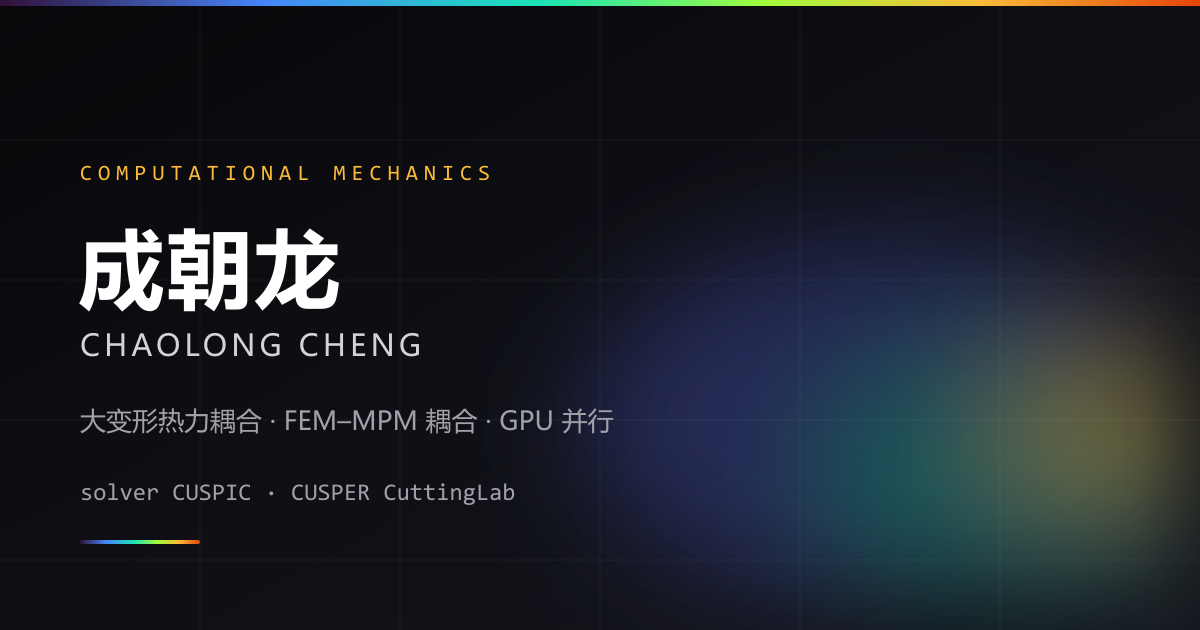 COMPUTATIONAL MECHANICS
成朝龙
CHAOLONG CHENG
大变形热力耦合 · FEM–MPM 耦合 · GPU 并行
solver CUSPIC · CUSPER CuttingLab